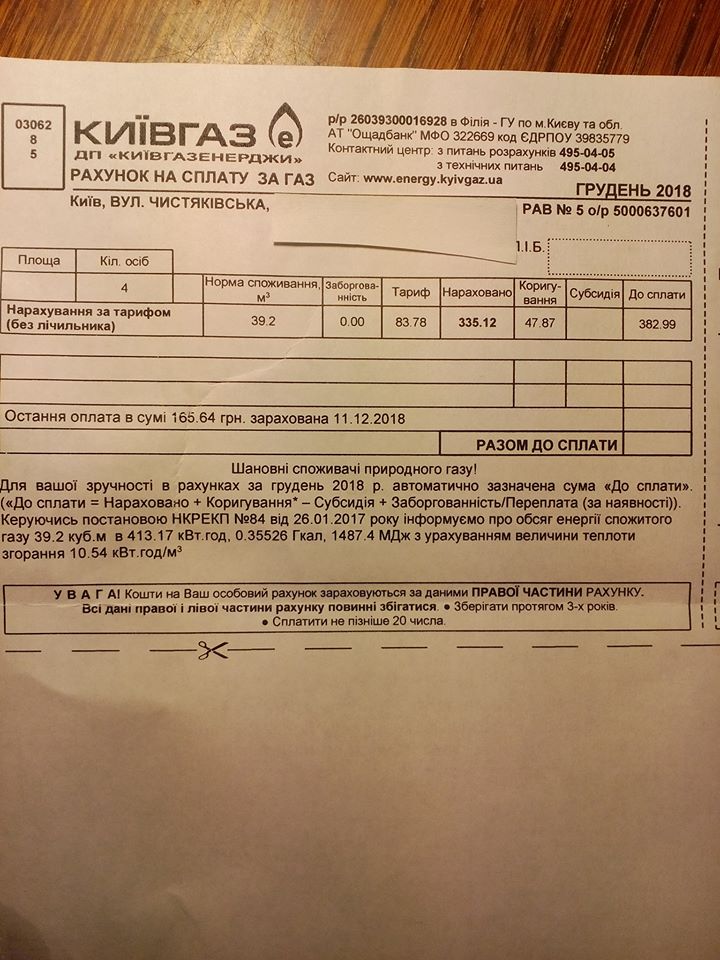 03062
8
5
КИЇВГАЗ е
ДП «КИЇВГАЗЕНЕРДЖИ»
РАХУНОК НА СПЛАТУ ЗА ГАЗ
р/р 26039300016928 в Філія - ГУ по м.Києву та обл.
АТ "Ощадбанк" МФО 322669 код ЄДРПОУ 39835779
Контактний центр: з питань розрахунків 495-04-05
з технічних питань 495-04-04
Сайт: www.energy.kyivgaz.ua
ГРУДЕНЬ 2018
Київ, ВУЛ. ЧИСТЯКІВСЬКА,
РАВ № 5 о/р 5000637601
П.І.Б.
Площа Кіл. осіб
4
Норма споживання, м³ Заборгова-ність Тариф Нараховано Коригу-вання Субсидія До сплати
Нарахування за тарифом
(без лічильника) 39.2 0.00 83.78 335.12 47.87 382.99
Остання оплата в сумі 165.64 грн. зарахована 11.12.2018
РАЗОМ ДО СПЛАТИ
Шановні споживачі природного газу!
Для вашої зручності в рахунках за грудень 2018 р. автоматично зазначена сума «До сплати».
(«До сплати = Нараховано + Коригування* – Субсидія + Заборгованність/Переплата (за наявності)).
Керуючись постановою НКРЕКП №84 від 26.01.2017 року інформуємо про обсяг енергії спожитого
газу 39.2 куб.м в 413.17 кВт.год, 0.35526 Гкал, 1487.4 МДж з урахуванням величини теплоти
згорання 10.54 кВт.год/м³
У В А Г А! Кошти на Ваш особовий рахунок зараховуються за даними ПРАВОЇ ЧАСТИНИ РАХУНКУ.
Всі дані правої і лівої частини рахунку повинні збігатися. ● Зберігати протягом 3-х років.
● Сплатити не пізніше 20 числа.